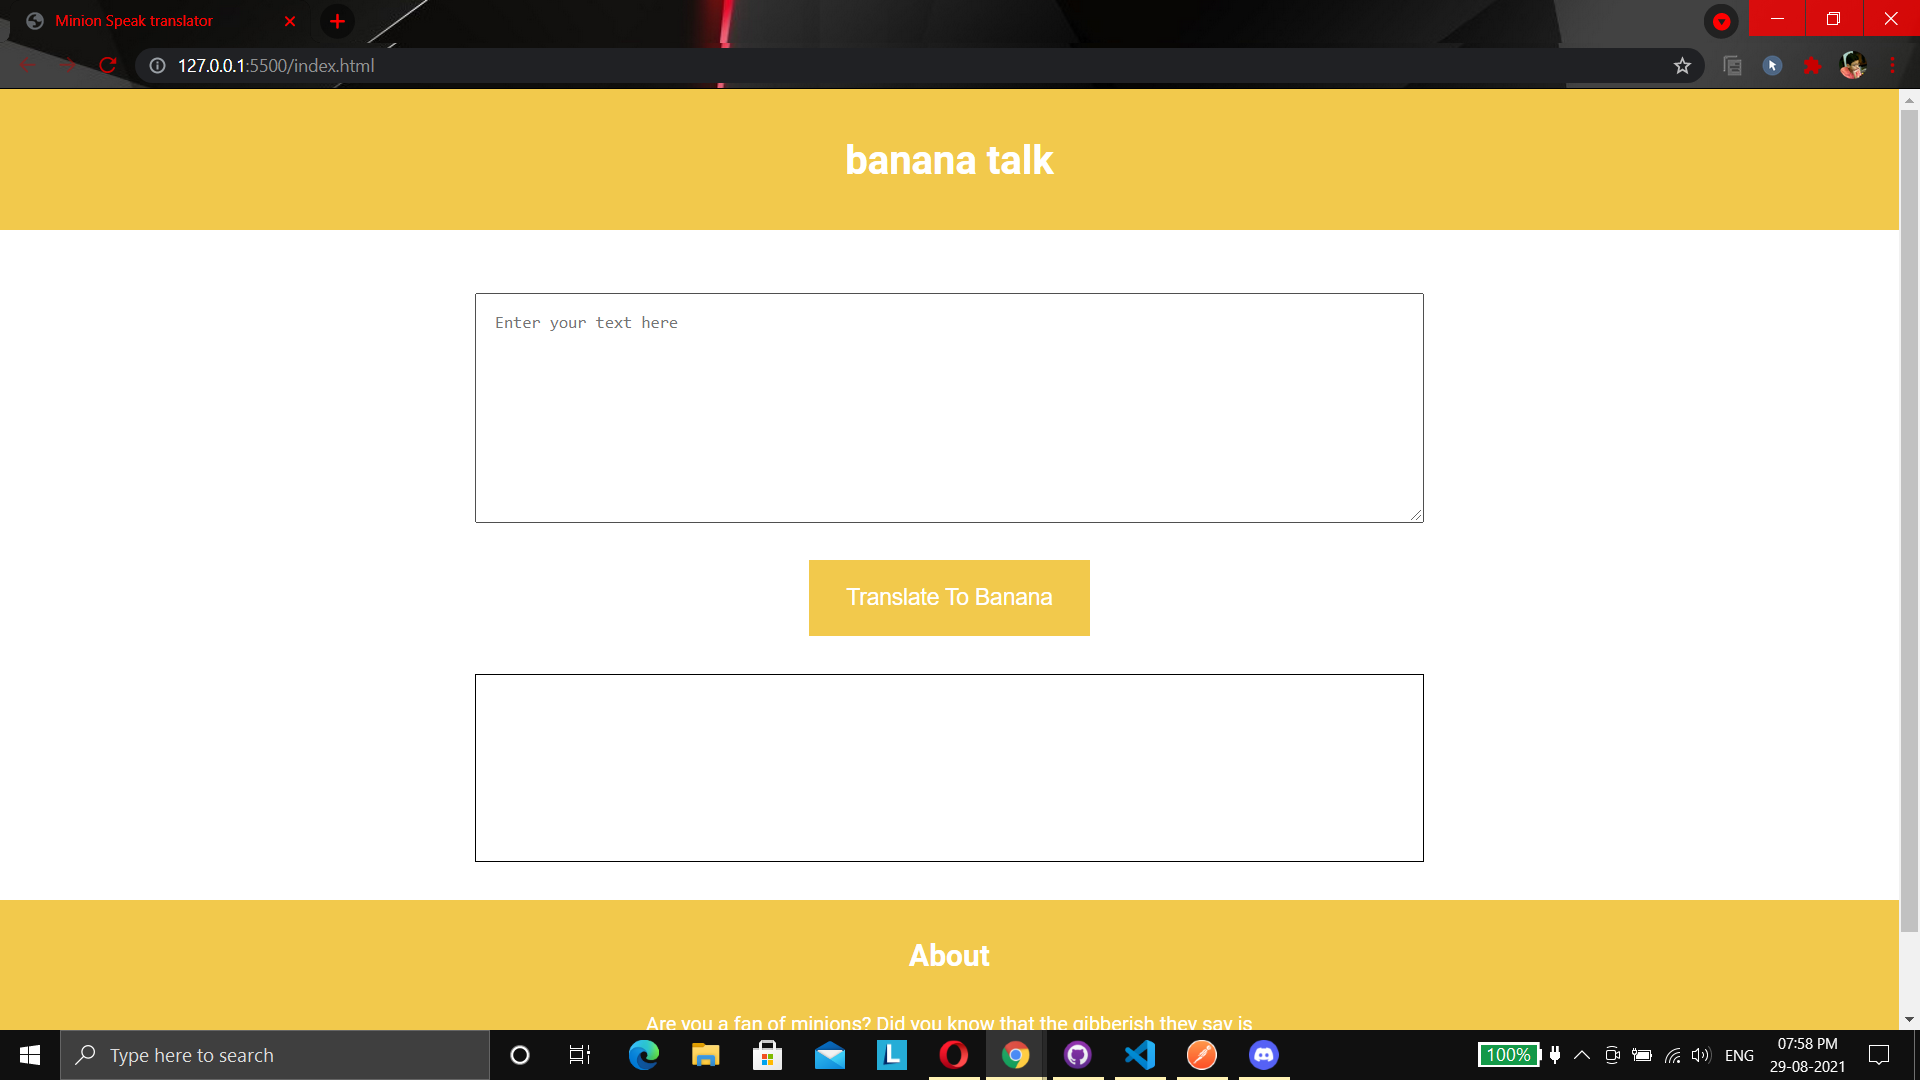 Minion Speak translator
127.0.0.1:5500/index.html
banana talk
Enter your text here
Translate To Banana
About
Are you a fan of minions? Did you know that the gibberish they say is
Type here to search
L
100%
ENG
07:58 PM
29-08-2021